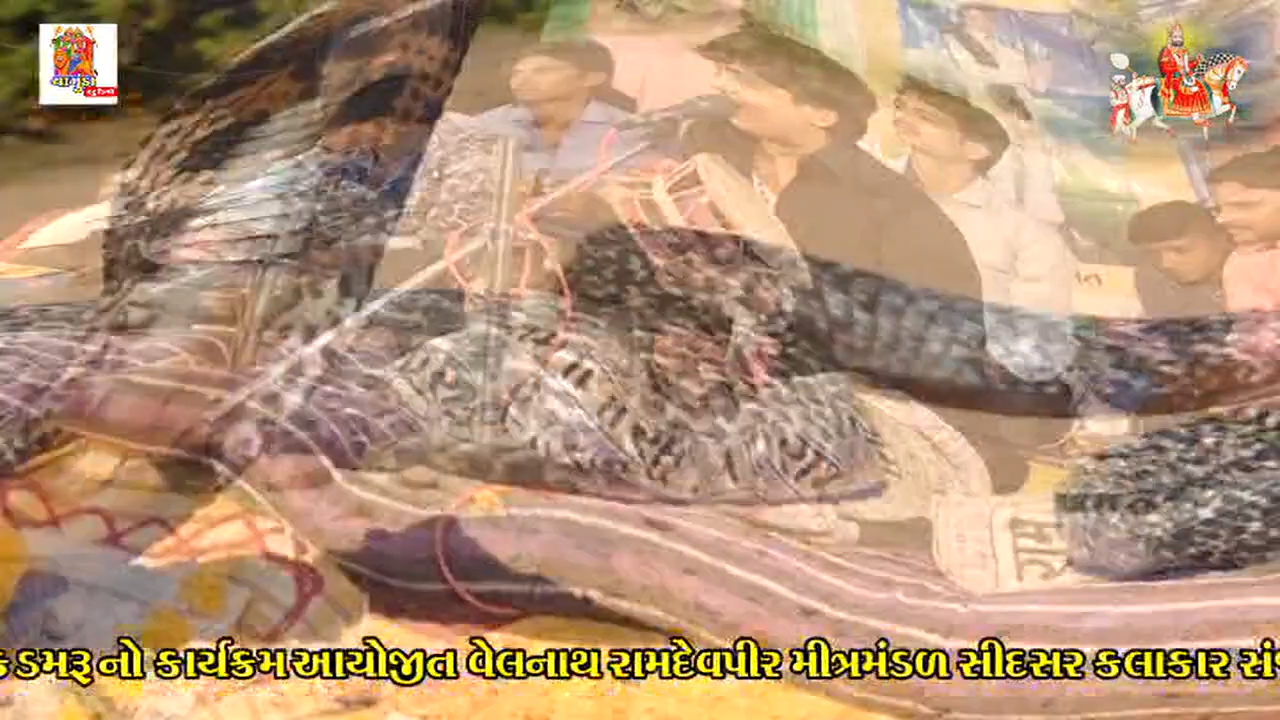 ચામુંડા
ડમરૂ નો કાર્યક્રમ આયોજીત વેલનાથ રામદેવપીર મીત્રમંડળ સીદસર કલાકાર
राम